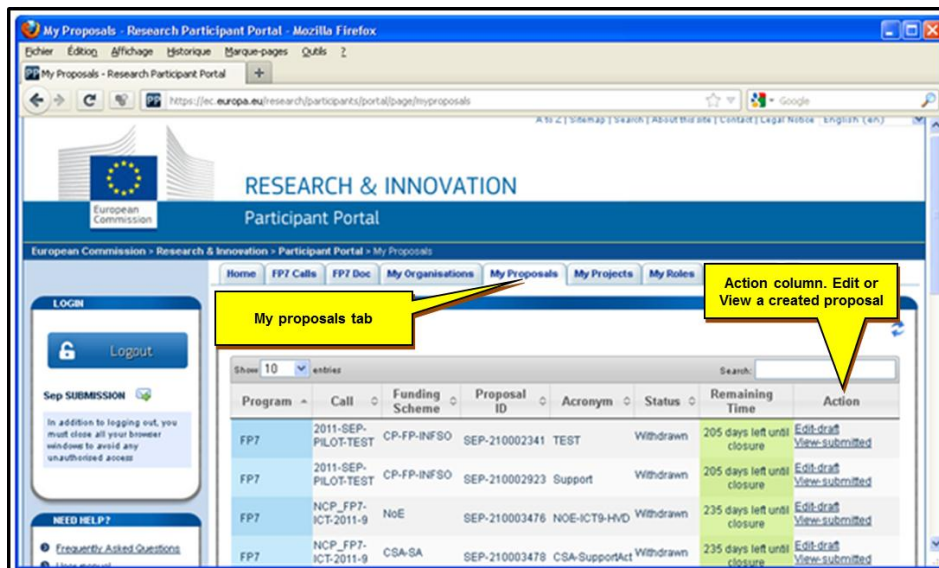 My Proposals - Research Participant Portal - Mozilla Firefox
Fichier Édition Affichage Historique Marque-pages Outils ?
PP My Proposals - Research Participant Portal +
PP https://ec.europa.eu/research/participants/portal/page/myproposals Google
A to Z | Sitemap | Search | About this site | Contact | Legal Notice English (en)
European
Commission
RESEARCH & INNOVATION
Participant Portal
European Commission > Research & Innovation > Participant Portal > My Proposals
Home FP7 Calls FP7 Doc My Organisations My Proposals My Projects My Roles
Action column. Edit or
View a created proposal
My proposals tab
LOGIN
Logout
Sep SUBMISSION
In addition to logging out, you
must close all your browser
windows to avoid any
unauthorized access
NEED HELP?
Frequently Asked Questions
User manual
Show 10 entries Search:
Program Call Funding Scheme Proposal ID Acronym Status Remaining Time Action
FP7 2011-SEP-PILOT-TEST CP-FP-INFSO SEP-210002341 TEST Withdrawn 205 days left until closure Edit-draft View-submitted
FP7 2011-SEP-PILOT-TEST CP-FP-INFSO SEP-210002923 Support Withdrawn 205 days left until closure Edit-draft View-submitted
FP7 NCP_FP7-ICT-2011-9 NoE SEP-210003476 NOE-ICT9-HVD Withdrawn 235 days left until closure Edit-draft View-submitted
FP7 NCP_FP7-ICT-2011-9 CSA-SA SEP-210003478 CSA-SupportAct Withdrawn 235 days left until closure Edit-draft View-submitted